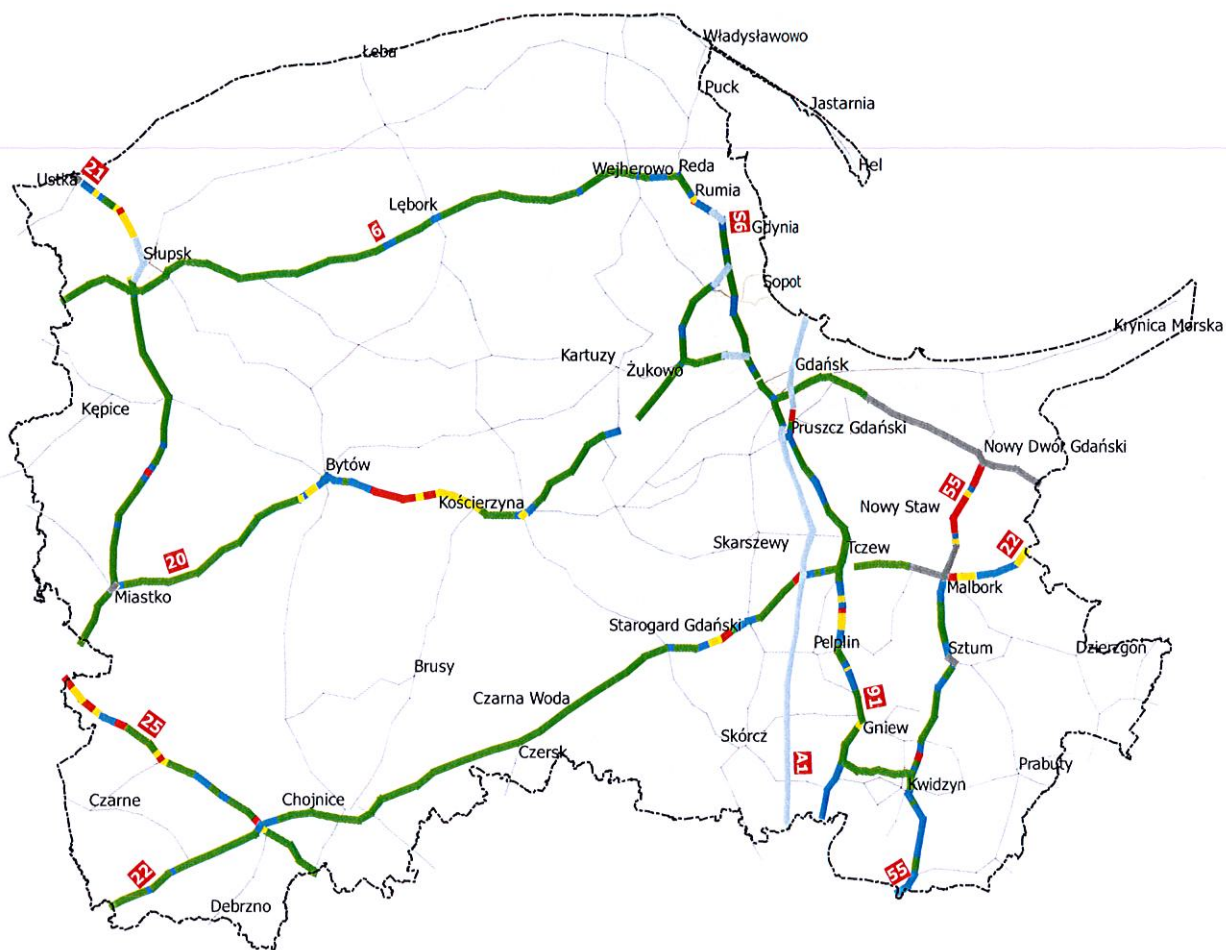 Władysławowo
Łeba
Puck
Jastarnia
Hel
21
Ustka
Wejherowo
Reda
Rumia
Lębork
6
S6
Gdynia
Słupsk
Sopot
Krynica Morska
Kartuzy
Żukowo
Gdańsk
Kępice
Pruszcz Gdański
Nowy Dwór Gdański
Bytów
Kościerzyna
55
Nowy Staw
Skarszewy
Tczew
22
20
Miastko
Malbork
Starogard Gdański
Pelplin
Sztum
Dzierzgoń
Brusy
Czarna Woda
91
25
Skórcz
Gniew
Czersk
A1
Prabuty
Kwidzyn
Czarne
Chojnice
22
55
Debrzno